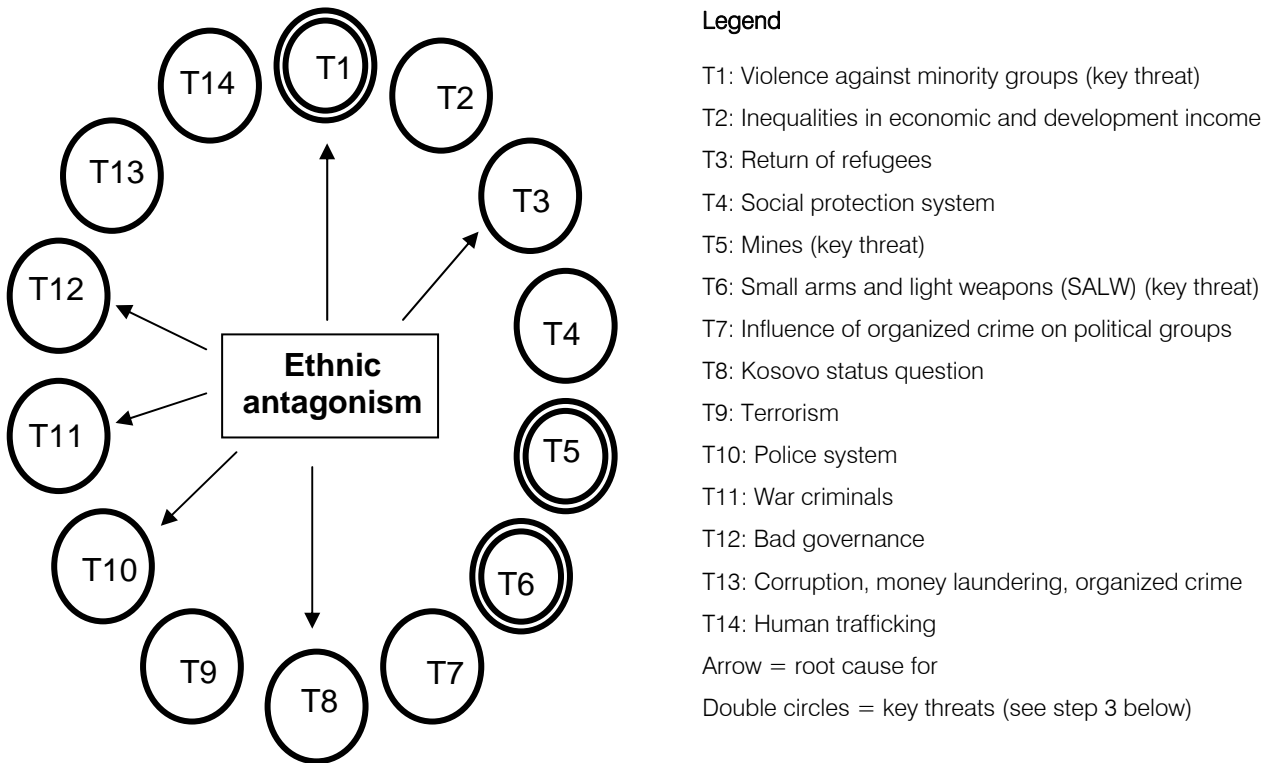 T1
T2
T3
T4
T5
T6
T7
T8
T9
T10
T11
T12
T13
T14
Ethnic
antagonism
Legend
T1: Violence against minority groups (key threat)
T2: Inequalities in economic and development income
T3: Return of refugees
T4: Social protection system
T5: Mines (key threat)
T6: Small arms and light weapons (SALW) (key threat)
T7: Influence of organized crime on political groups
T8: Kosovo status question
T9: Terrorism
T10: Police system
T11: War criminals
T12: Bad governance
T13: Corruption, money laundering, organized crime
T14: Human trafficking
Arrow = root cause for
Double circles = key threats (see step 3 below)